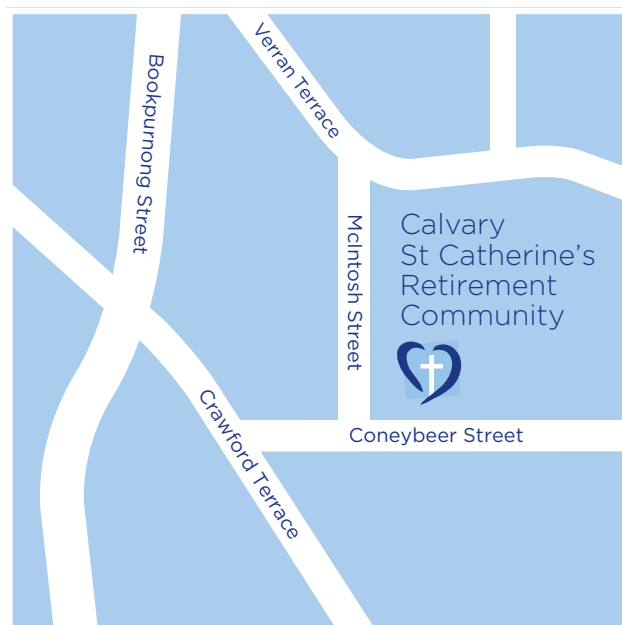 Verran Terrace
Bookpurnong Street
McIntosh Street
Calvary
St Catherine's
Retirement
Community
Crawford Terrace
Coneybeer Street